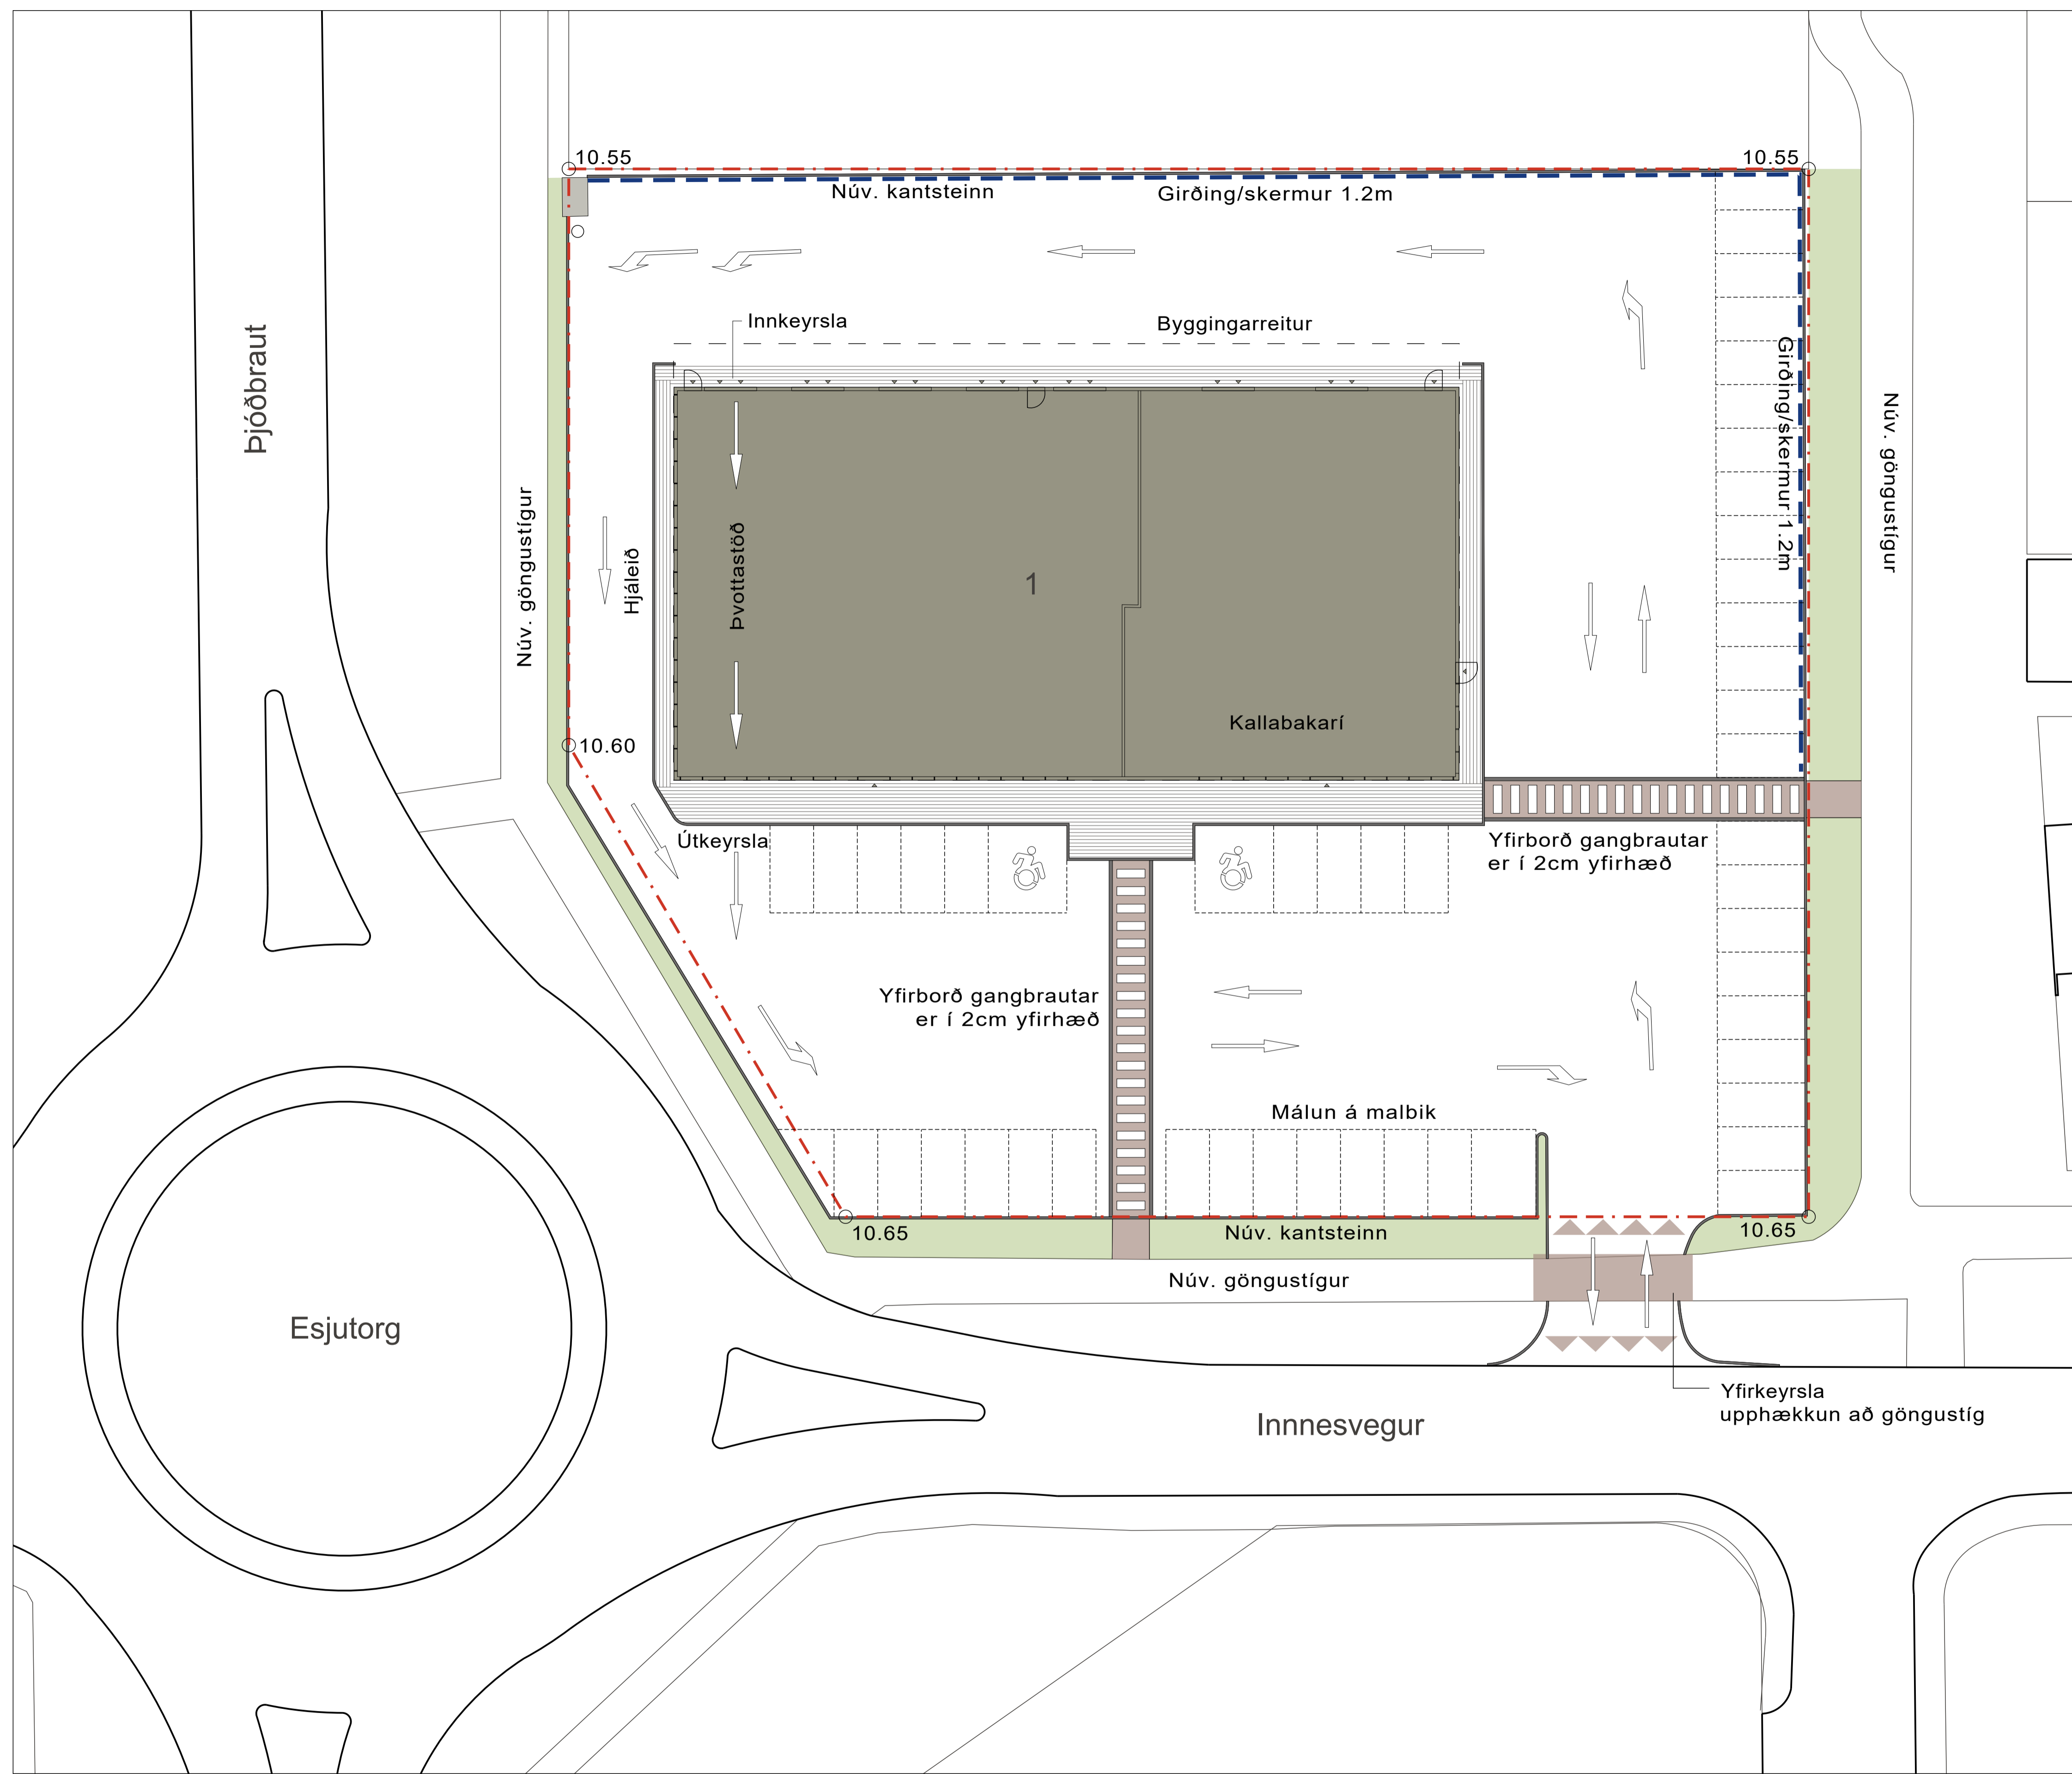 10.55
10.55
Núv. kantsteinn
Girðing/skermur 1.2m
Innkeyrsla
Byggingarreitur
Þjóðbraut
Núv. göngustígur
Hjáleið
Þvottastöð
1
Girðing/skermur 1.2m
Núv. göngustígur
Kallabakarí
10.60
Útkeyrsla
Yfirborð gangbrautar
er í 2cm yfirhæð
Yfirborð gangbrautar
er í 2cm yfirhæð
Málun á malbik
10.65
Núv. kantsteinn
10.65
Núv. göngustígur
Esjutorg
Yfirkeyrsla
upphækkun að göngustíg
Innnesvegur